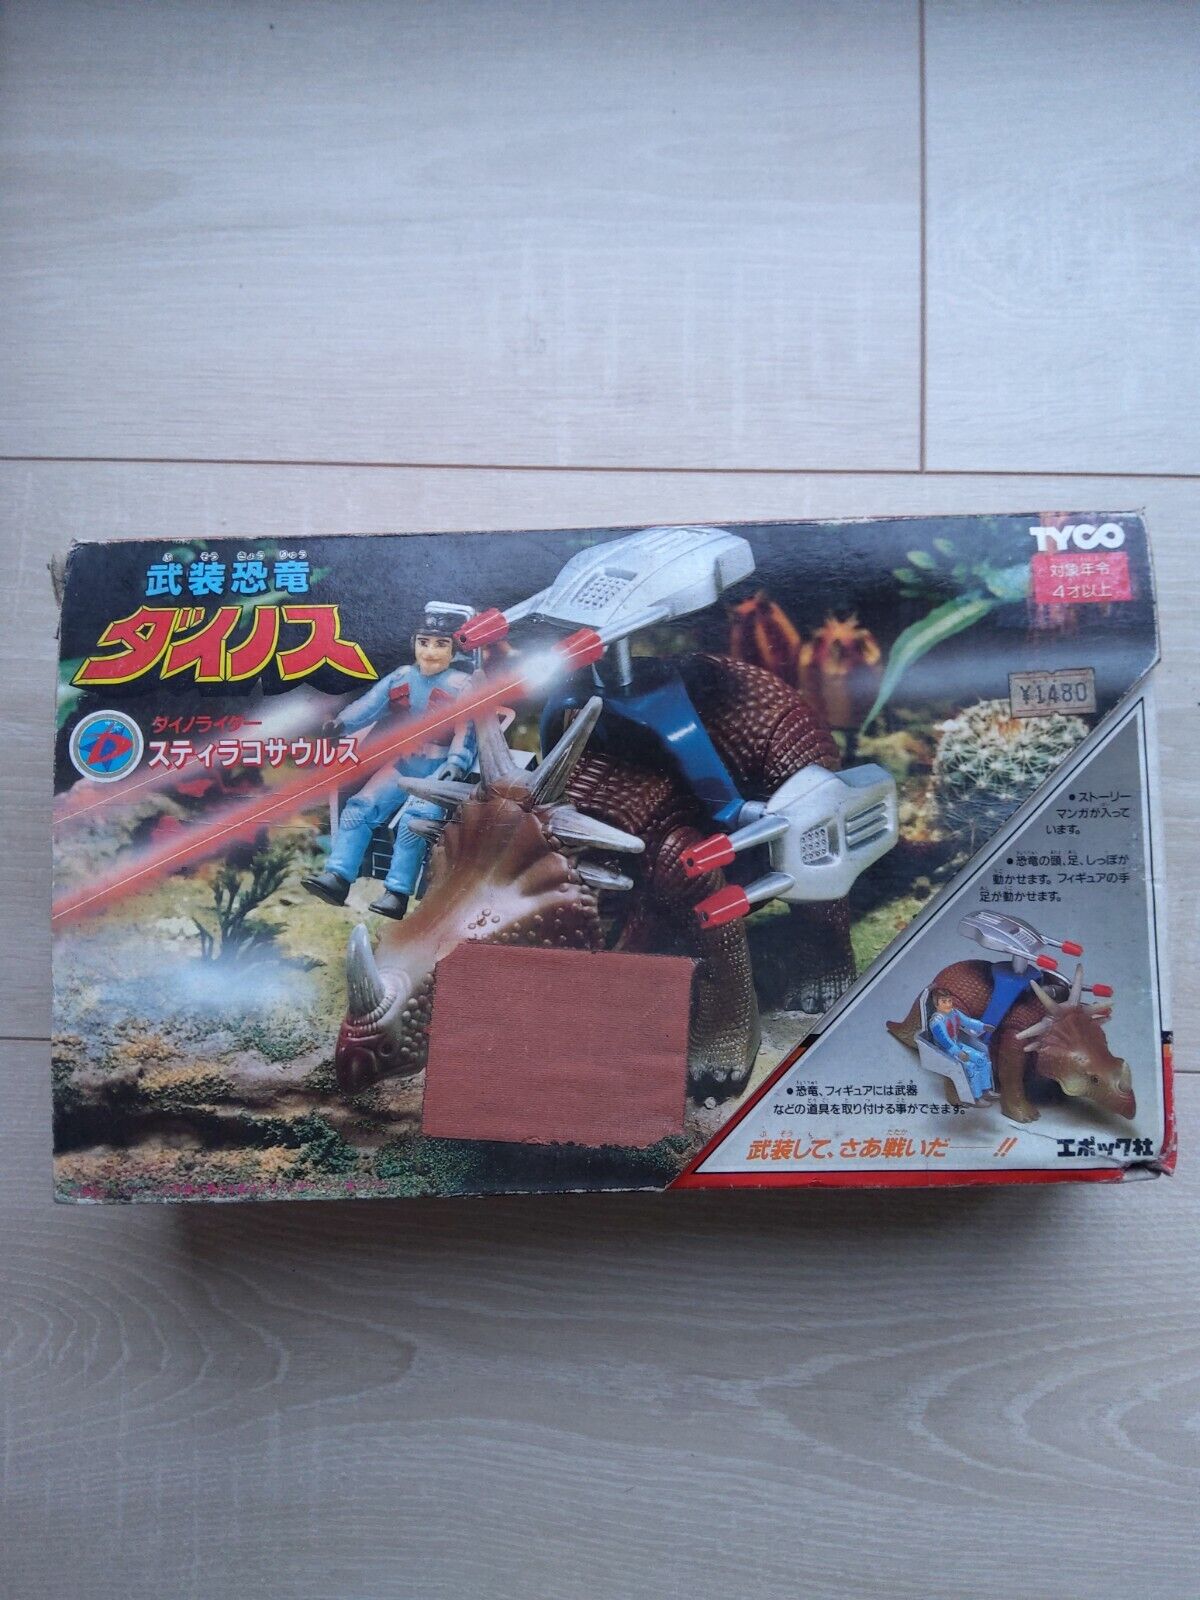 TYCO
対象年令
4才以上
ぶそうきょうりゅう
武装恐竜
ダイノス
D
ダイノライダー
スティラコサウルス
¥1480
●ストーリー
マンガが入って
います。
●恐竜の頭、足、しっぽが
動かせます。フィギュアの手
足が動かせます。
●恐竜、フィギュアには武器
などの道具を取り付ける事ができます。
武装して、さあ戦いだ——!!
エポック社